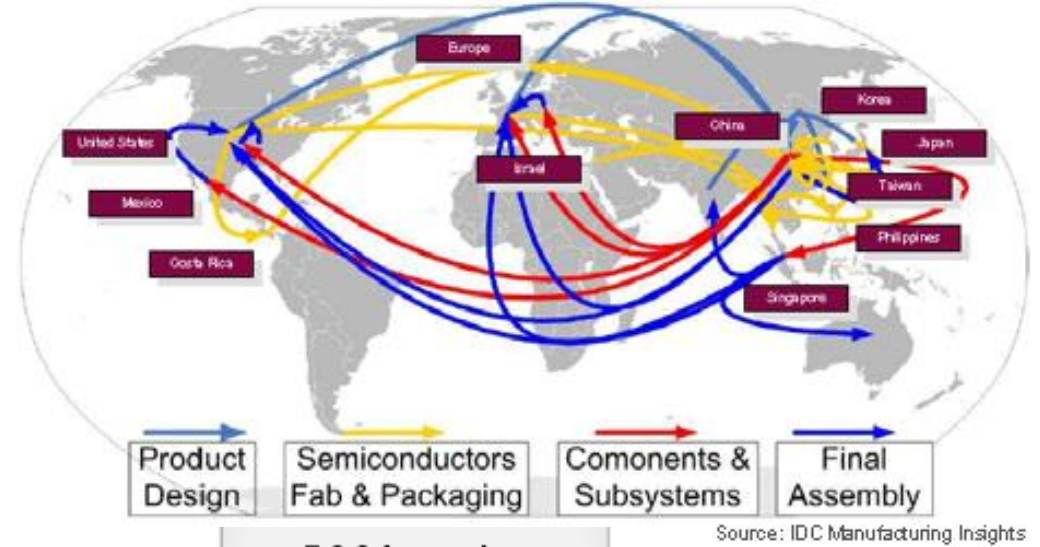 Europe
Korea
China
United States
Japan
Israel
Taiwan
Mexico
Philippines
Costa Rica
Singapore
Product
Design
Semiconductors
Fab & Packaging
Comonents &
Subsystems
Final
Assembly
Source: IDC Manufacturing Insights